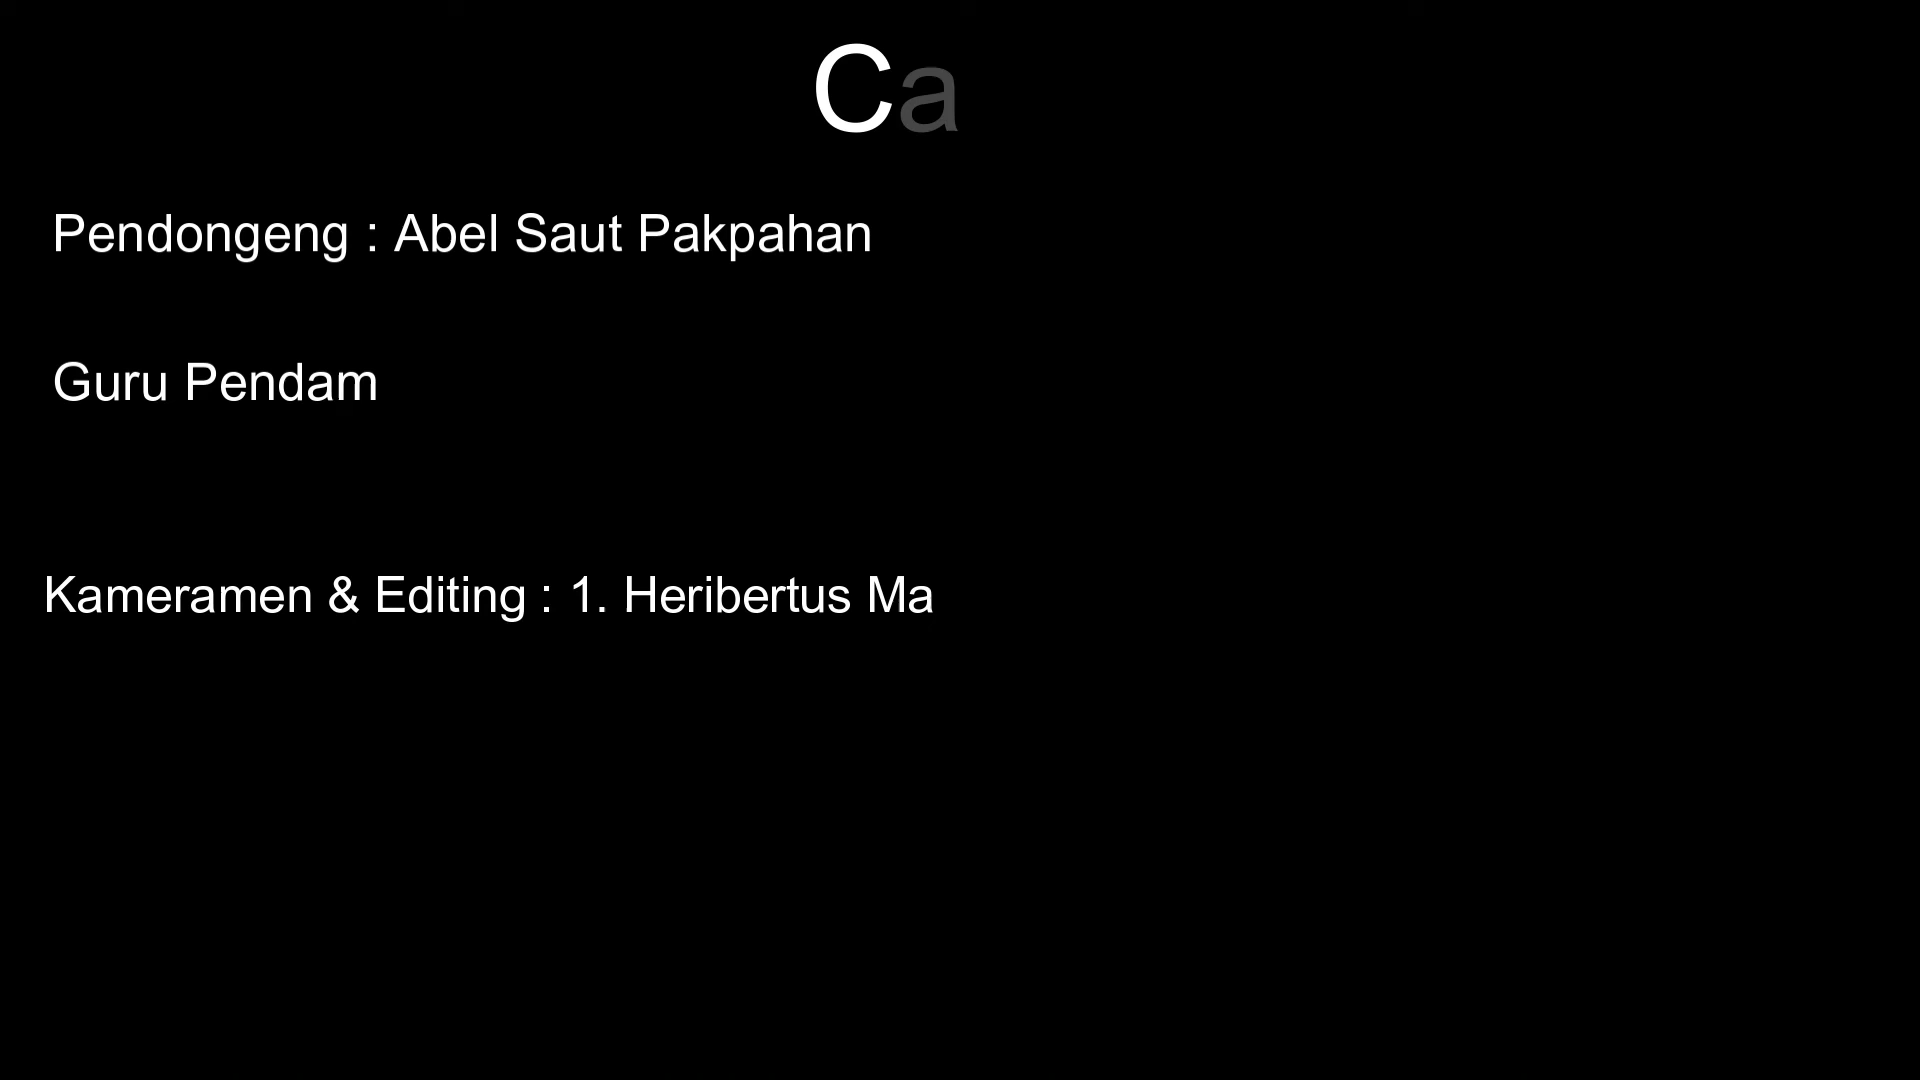 Ca
Pendongeng : Abel Saut Pakpahan
Guru Pendam
Kameramen & Editing : 1. Heribertus Ma